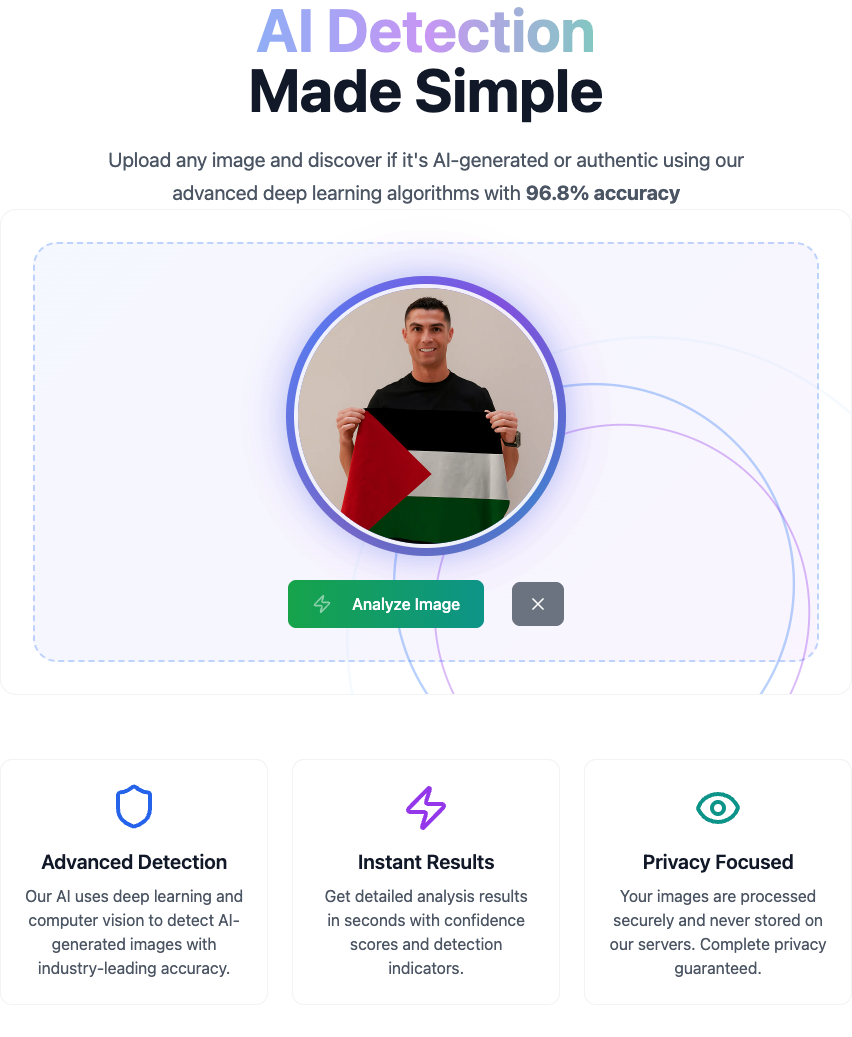 AI Detection
Made Simple
Upload any image and discover if it's AI-generated or authentic using our
advanced deep learning algorithms with 96.8% accuracy
Analyze Image
Advanced Detection
Our AI uses deep learning and
computer vision to detect AI-
generated images with
industry-leading accuracy.
Instant Results
Get detailed analysis results
in seconds with confidence
scores and detection
indicators.
Privacy Focused
Your images are processed
securely and never stored on
our servers. Complete privacy
guaranteed.